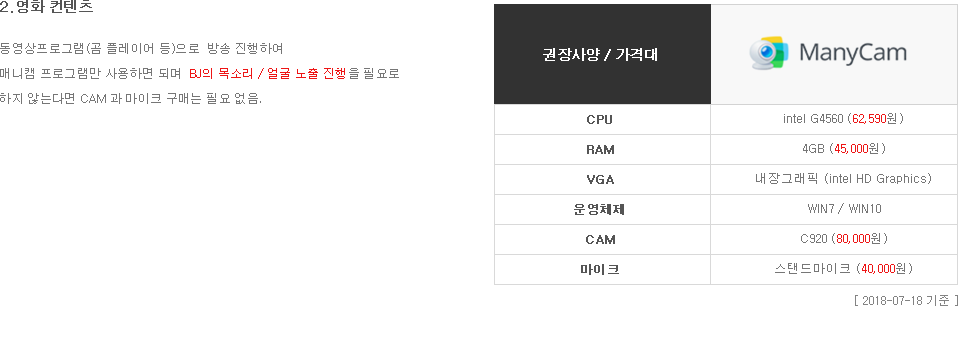 2.영화 컨텐츠
동영상프로그램(곰 플레이어 등)으로 방송 진행하여
매니캠 프로그램만 사용하면 되며 BJ의 목소리 / 얼굴 노출 진행을 필요로
하지 않는다면 CAM 과 마이크 구매는 필요 없음.
권장사양 / 가격대 ManyCam
CPU intel G4560 (62,590원)
RAM 4GB (45,000원)
VGA 내장그래픽 (intel HD Graphics)
운영체제 WIN7 / WIN10
CAM C920 (80,000원)
마이크 스탠드마이크 (40,000원)
[ 2018-07-18 기준 ]